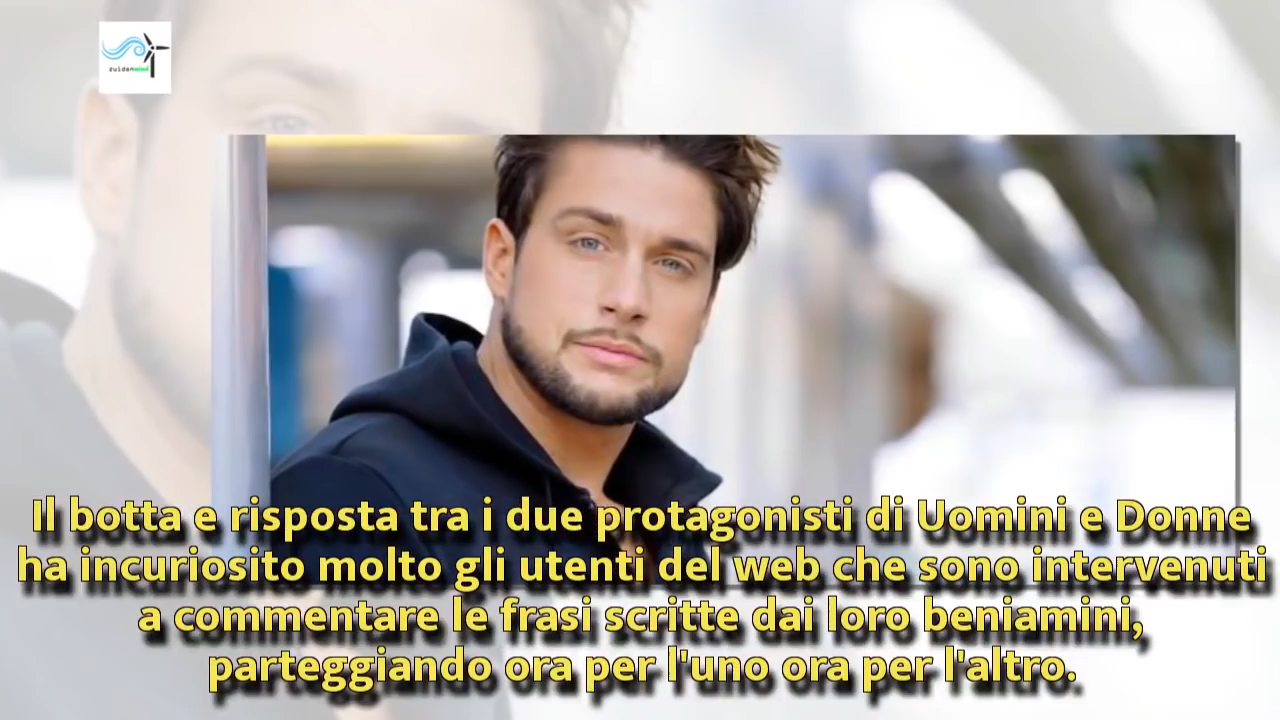 zuidenwind
Il botta e risposta tra i due protagonisti di Uomini e Donne
ha incuriosito molto gli utenti del web che sono intervenuti
a commentare le frasi scritte dai loro beniamini,
parteggiando ora per l'uno ora per l'altro.